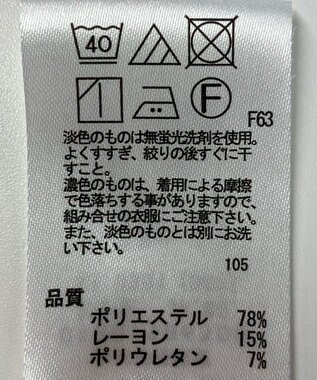 40
F
F63
淡色のものは無蛍光洗剤を使用。
よくすすぎ、絞りの後すぐに干
すこと。
濃色のものは、着用による摩擦
で色落ちする事がありますので、
組み合せの衣服にご注意下さい。
また、淡色のものとは別にお洗
い下さい。
105
品質
ポリエステル 78%
レーヨン 15%
ポリウレタン 7%